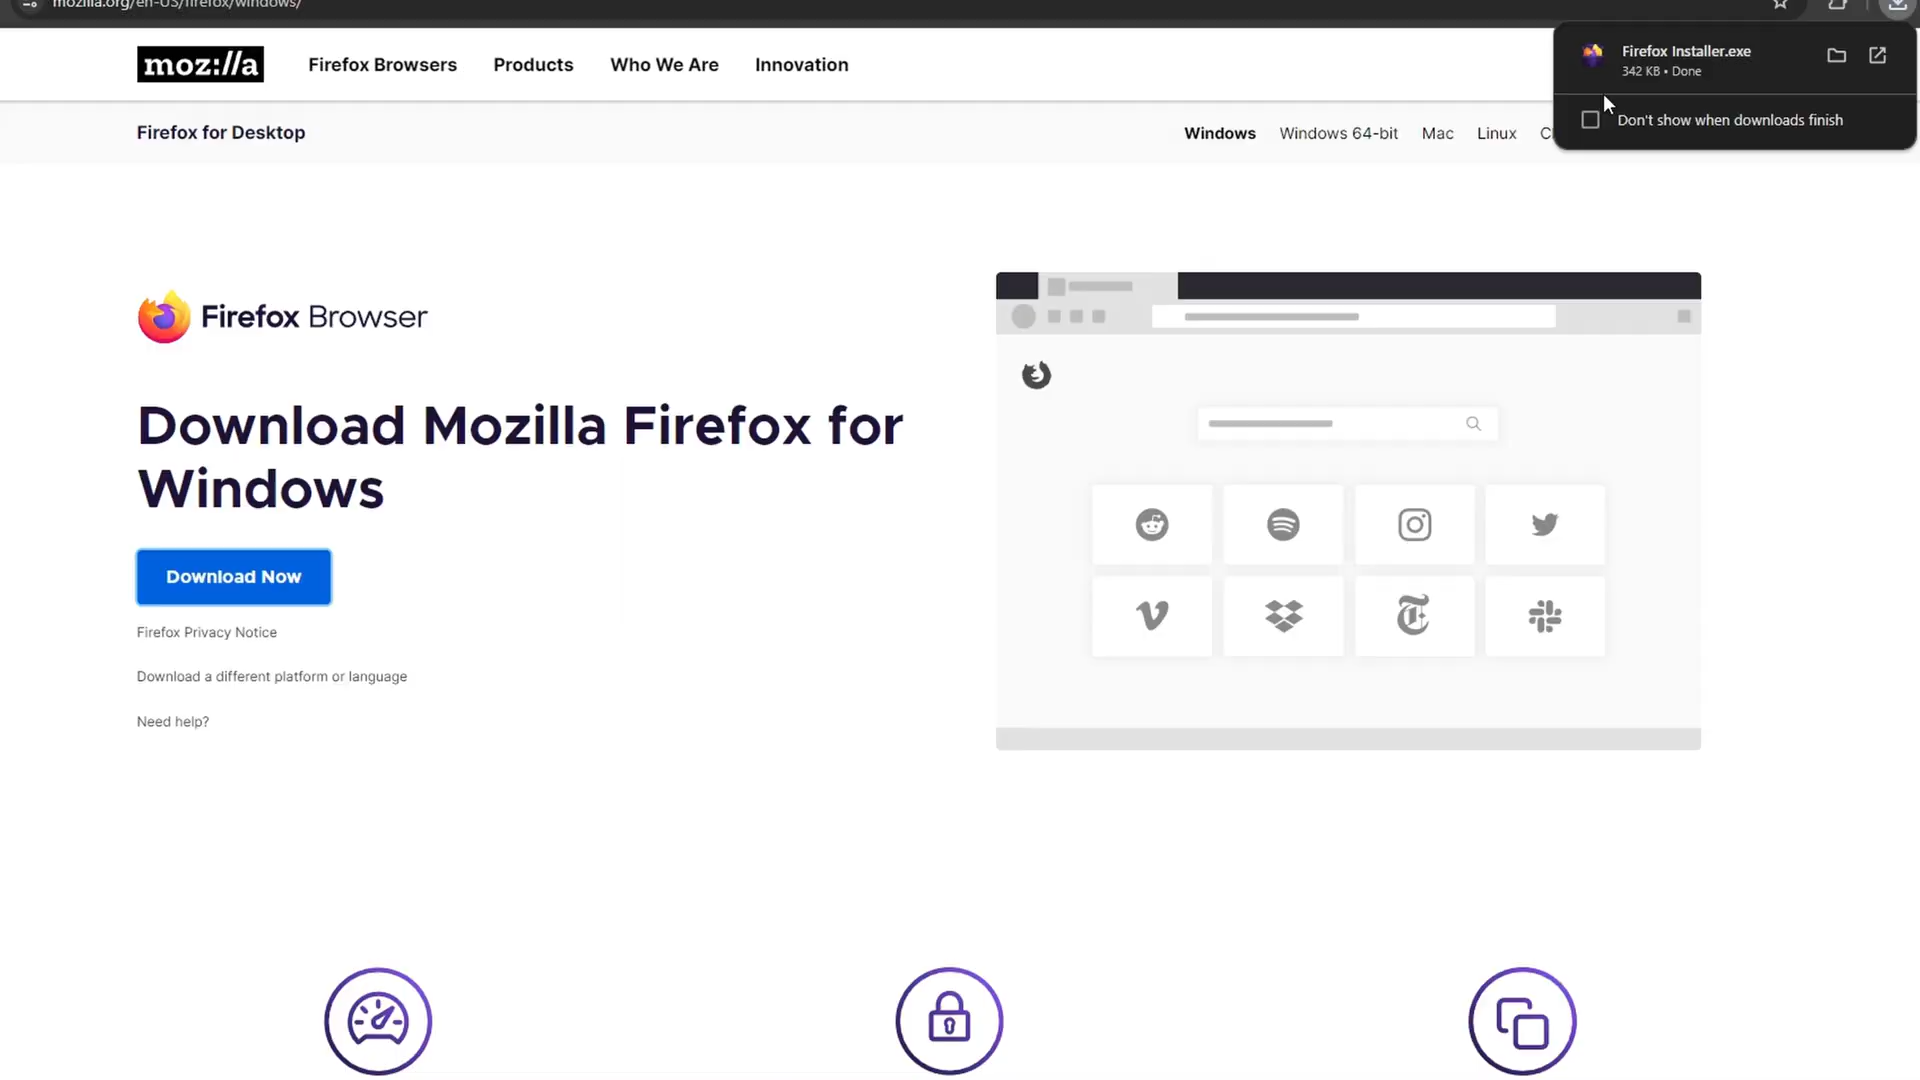 mozilla.org/en-US/firefox/windows/
Firefox Installer.exe
342 KB • Done
Don't show when downloads finish
moz://a
Firefox Browsers
Products
Who We Are
Innovation
Firefox for Desktop
Windows
Windows 64-bit
Mac
Linux
Firefox Browser
Download Mozilla Firefox for
Windows
Download Now
Firefox Privacy Notice
Download a different platform or language
Need help?